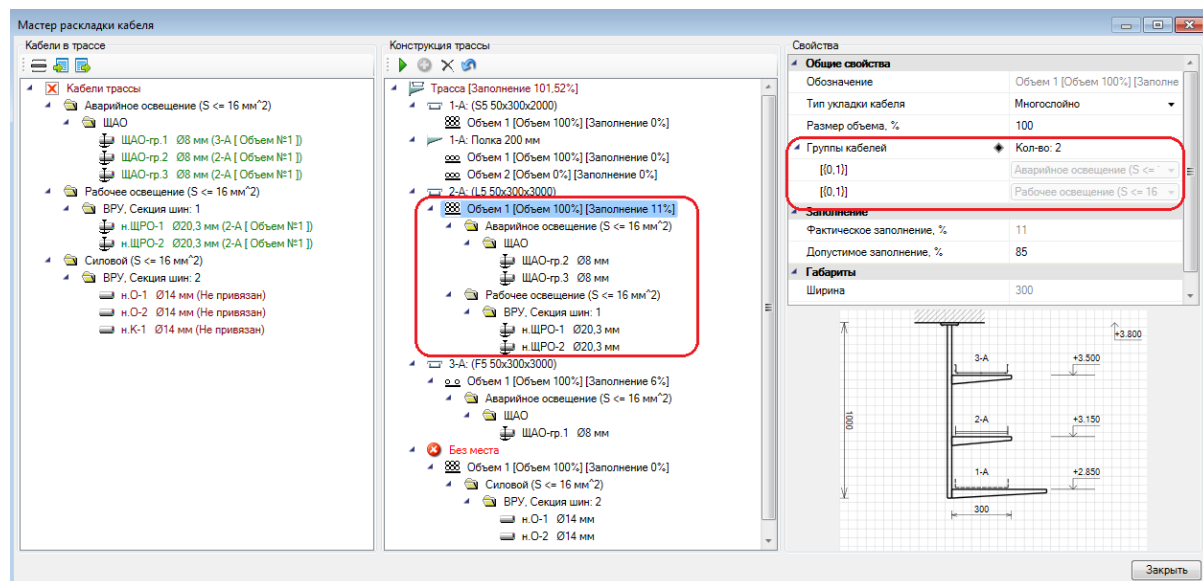 Мастер раскладки кабеля
Кабели в трассе
Кабели трассы
Аварийное освещение (S <= 16 мм^2)
ЩАО
ЩАО-гр.1 Ø8 мм (3-А [ Объем №1 ])
ЩАО-гр.2 Ø8 мм (2-А [ Объем №1 ])
ЩАО-гр.3 Ø8 мм (2-А [ Объем №1 ])
Рабочее освещение (S <= 16 мм^2)
ВРУ, Секция шин: 1
н.ЩРО-1 Ø20,3 мм (2-А [ Объем №1 ])
н.ЩРО-2 Ø20,3 мм (2-А [ Объем №1 ])
Силовой (S <= 16 мм^2)
ВРУ, Секция шин: 2
н.О-1 Ø14 мм (Не привязан)
н.О-2 Ø14 мм (Не привязан)
н.К-1 Ø14 мм (Не привязан)
Конструкция трассы
Трасса [Заполнение 101,52%]
1-А: (S5 50x300x2000)
Объем 1 [Объем 100%] [Заполнение 0%]
1-А: Полка 200 мм
Объем 1 [Объем 100%] [Заполнение 0%]
Объем 2 [Объем 0%] [Заполнение 0%]
2-А: (L5 50x300x3000)
Объем 1 [Объем 100%] [Заполнение 11%]
Аварийное освещение (S <= 16 мм^2)
ЩАО
ЩАО-гр.2 Ø8 мм
ЩАО-гр.3 Ø8 мм
Рабочее освещение (S <= 16 мм^2)
ВРУ, Секция шин: 1
н.ЩРО-1 Ø20,3 мм
н.ЩРО-2 Ø20,3 мм
3-А: (F5 50x300x3000)
Объем 1 [Объем 100%] [Заполнение 6%]
Аварийное освещение (S <= 16 мм^2)
ЩАО
ЩАО-гр.1 Ø8 мм
Без места
Объем 1 [Объем 100%] [Заполнение 0%]
Силовой (S <= 16 мм^2)
ВРУ, Секция шин: 2
н.О-1 Ø14 мм
н.О-2 Ø14 мм
Свойства
Общие свойства
Обозначение Объем 1 [Объем 100%] [Заполне
Тип укладки кабеля Многослойно
Размер объема, % 100
Группы кабелей Кол-во: 2
[{0,1}] Аварийное освещение (S <=
[{0,1}] Рабочее освещение (S <= 16
Заполнение
Фактическое заполнение, % 11
Допустимое заполнение, % 85
Габариты
Ширина 300
+3.800
3-А +3.500
1000
2-А +3.150
1-А +2.850
300
Закрыть